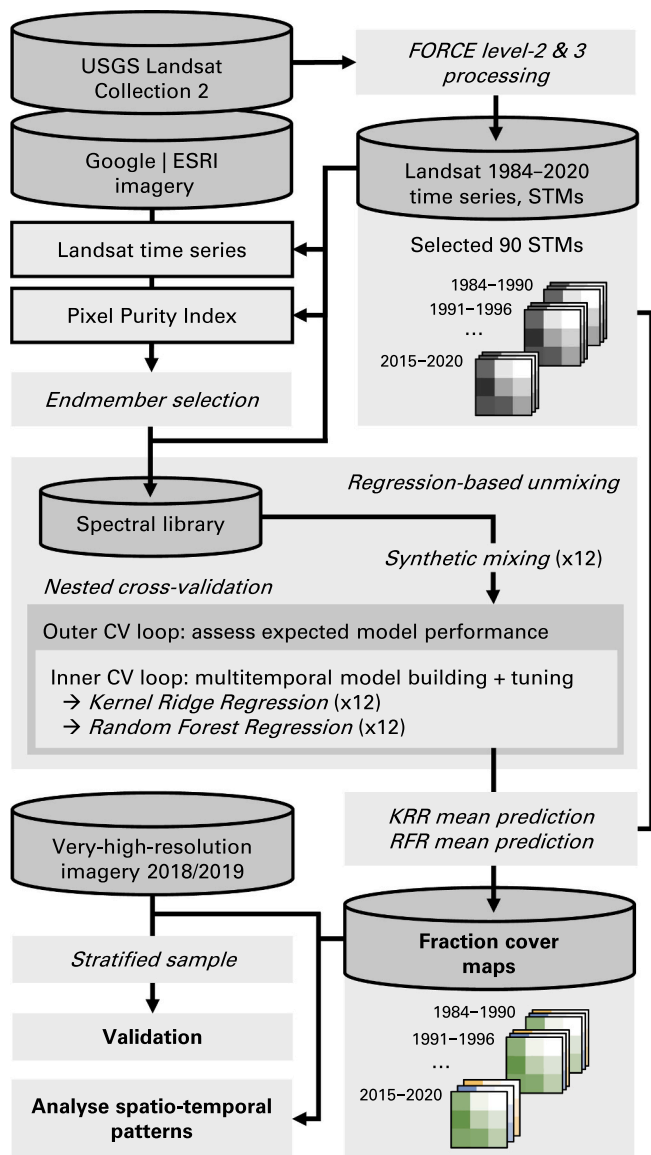 USGS Landsat
Collection 2
FORCE level-2 & 3
processing
Google | ESRI
imagery
Landsat 1984–2020
time series, STMs
Landsat time series
Selected 90 STMs
Pixel Purity Index
1984–1990
1991–1996
...
2015–2020
Endmember selection
Regression-based unmixing
Spectral library
Synthetic mixing (x12)
Nested cross-validation
Outer CV loop: assess expected model performance
Inner CV loop: multitemporal model building + tuning
→ Kernel Ridge Regression (x12)
→ Random Forest Regression (x12)
KRR mean prediction
RFR mean prediction
Very-high-resolution
imagery 2018/2019
Fraction cover
maps
Stratified sample
Validation
1984–1990
1991–1996
...
2015–2020
Analyse spatio-temporal
patterns